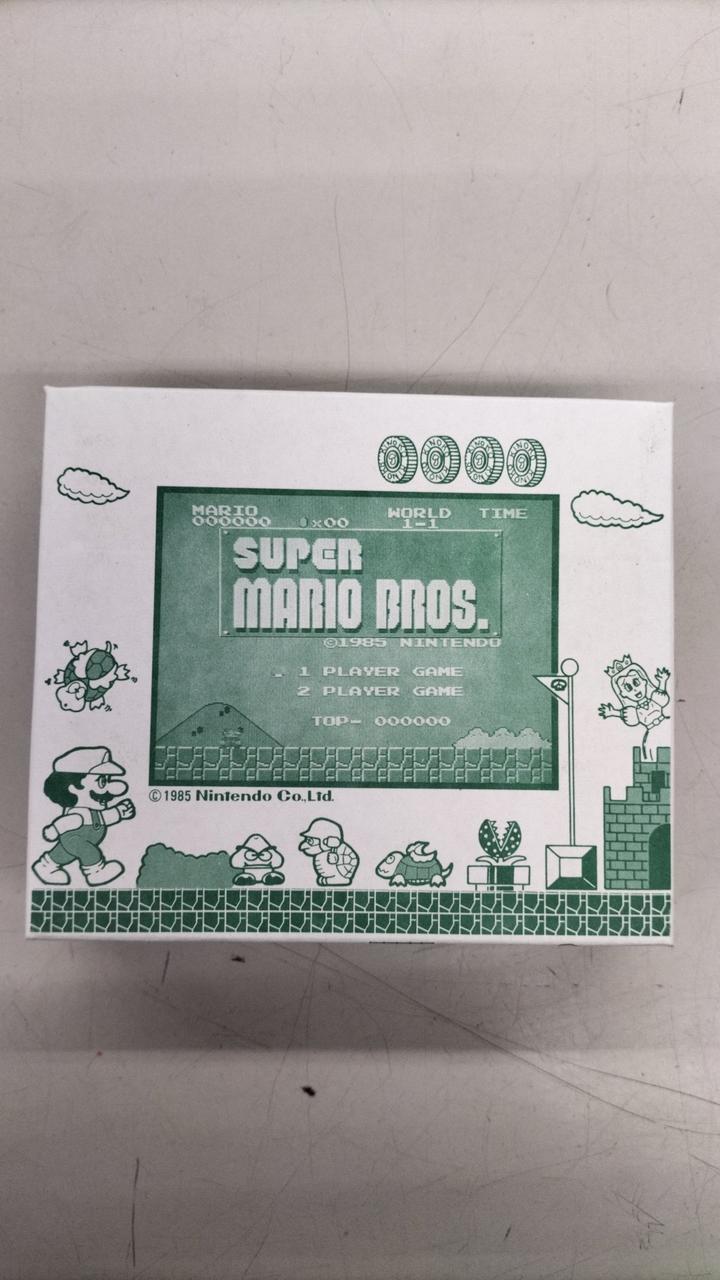 MARIO WORLD TIME
000000 x00 1-1
SUPER
MARIO BROS.
©1985 NINTENDO
1 PLAYER GAME
2 PLAYER GAME
TOP- 000000
© 1985 Nintendo Co., Ltd.